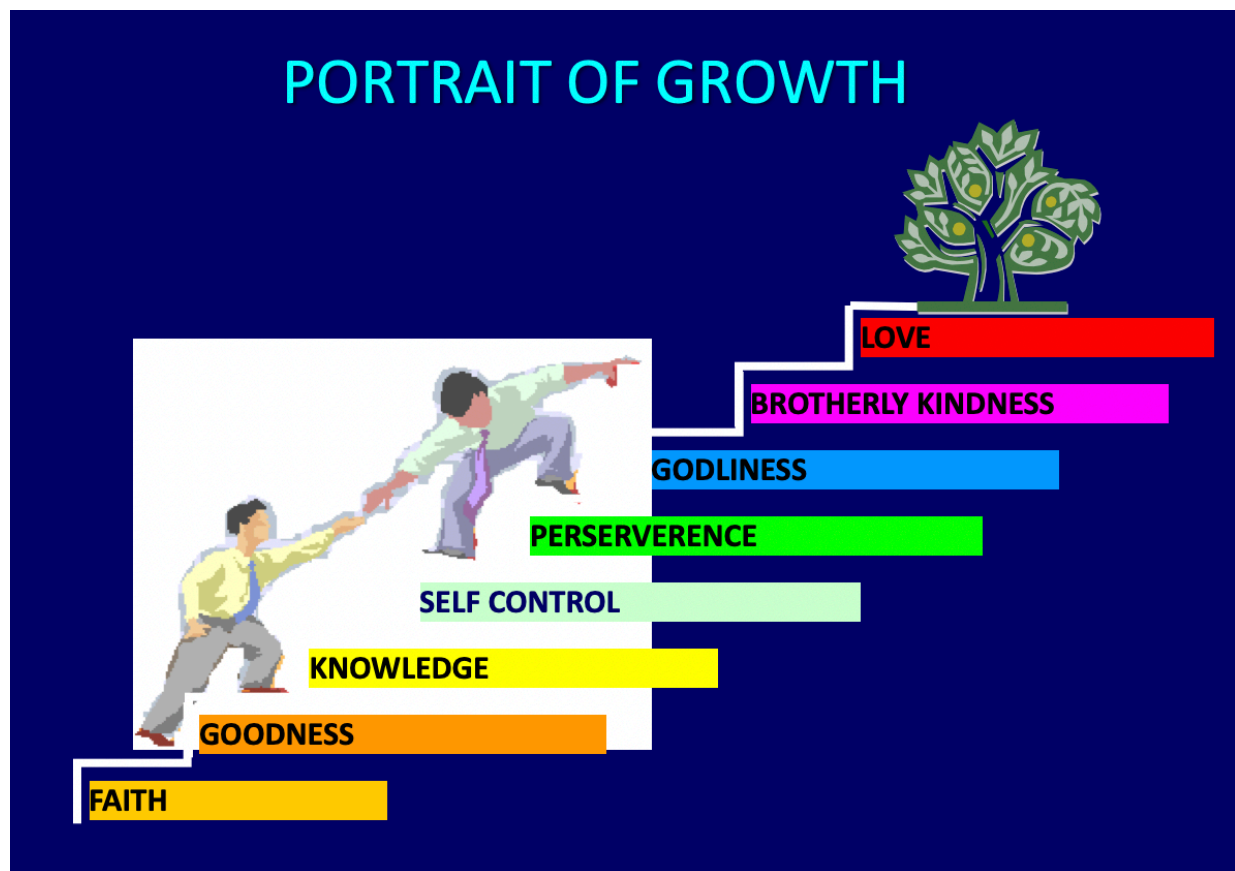 PORTRAIT OF GROWTH
LOVE
BROTHERLY KINDNESS
GODLINESS
PERSERVERENCE
SELF CONTROL
KNOWLEDGE
GOODNESS
FAITH